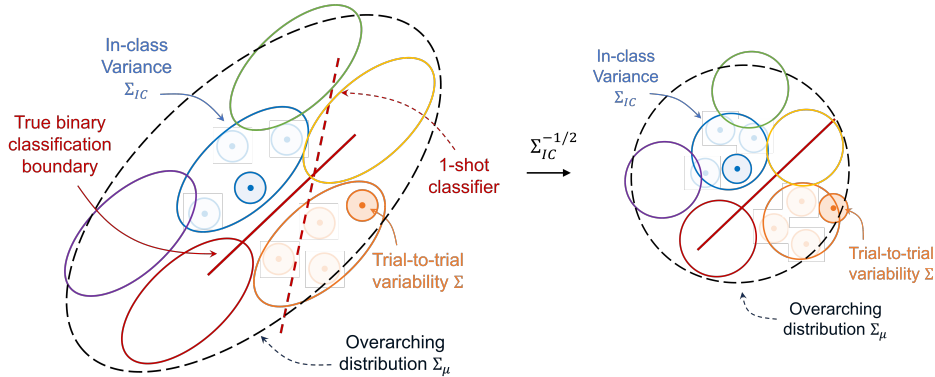 In-class
Variance
Σ_IC
True binary
classification
boundary
1-shot
classifier
Trial-to-trial
variability Σ
Overarching
distribution Σ_μ
Σ_IC^{-1/2}
In-class
Variance
Σ_IC
Trial-to-trial
variability Σ
Overarching
distribution Σ_μ